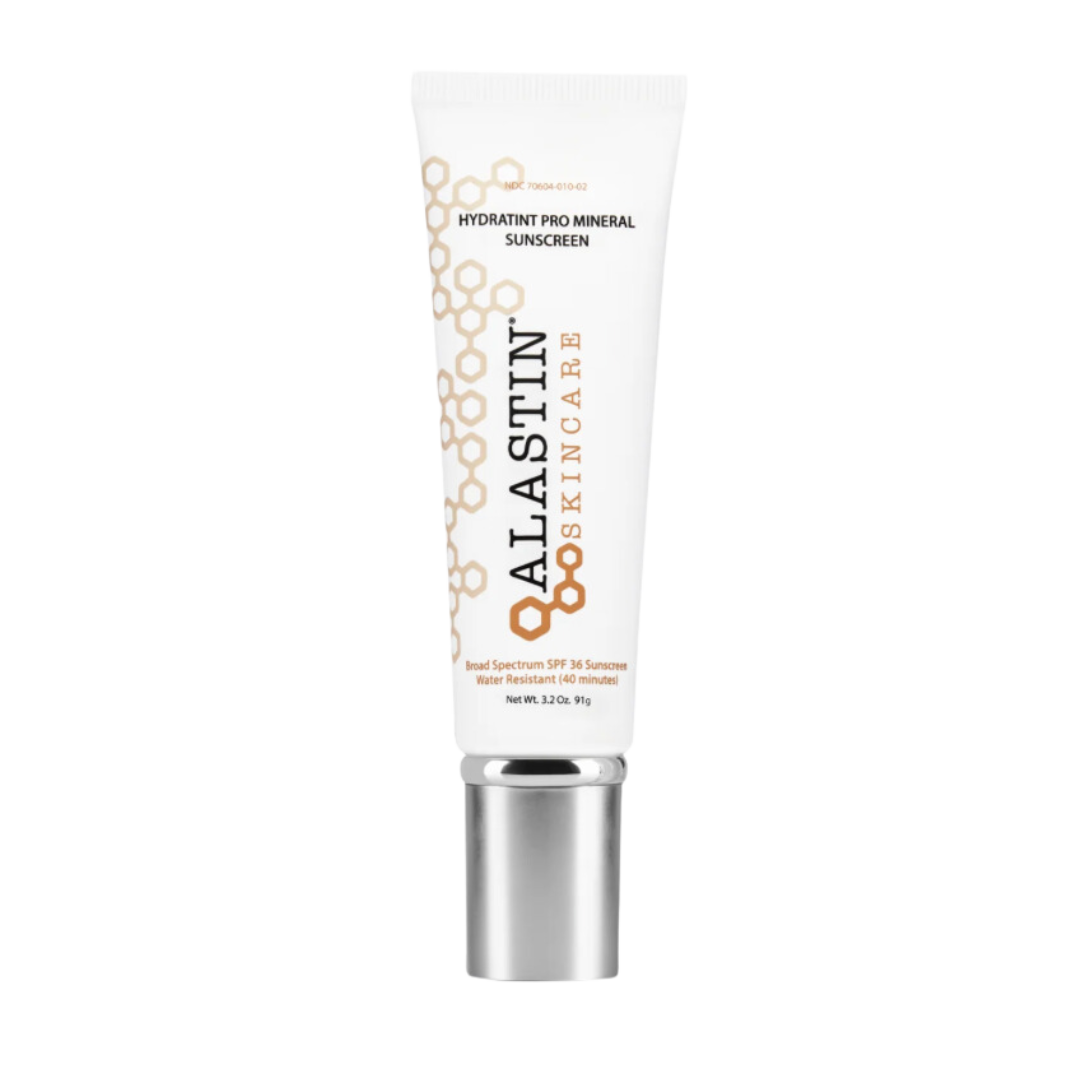 NDC 70604-010-02
HYDRATINT PRO MINERAL
SUNSCREEN
ALASTIN®
SKINCARE
Broad Spectrum SPF 36 Sunscreen
Water Resistant (40 minutes)
Net Wt. 3.2 Oz. 91g